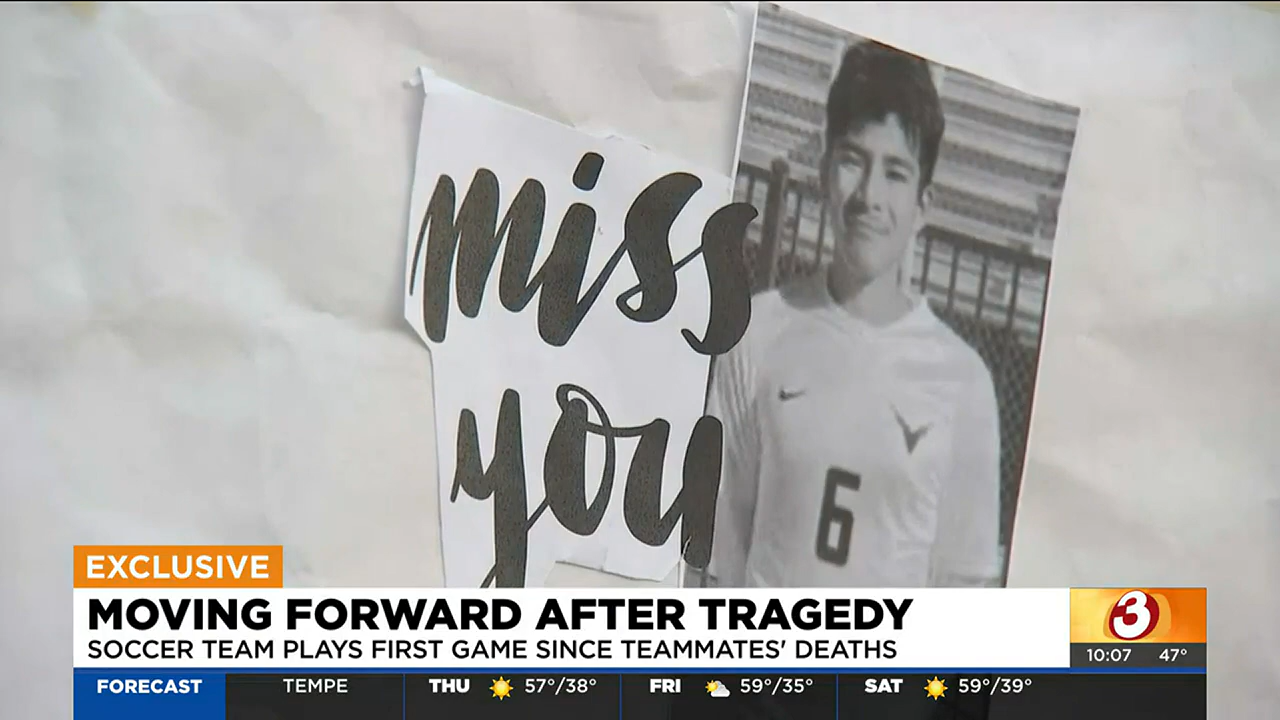 miss
you
6
EXCLUSIVE
MOVING FORWARD AFTER TRAGEDY
SOCCER TEAM PLAYS FIRST GAME SINCE TEAMMATES' DEATHS
3
10:07 47°
FORECAST TEMPE THU 57°/38° FRI 59°/35° SAT 59°/39°